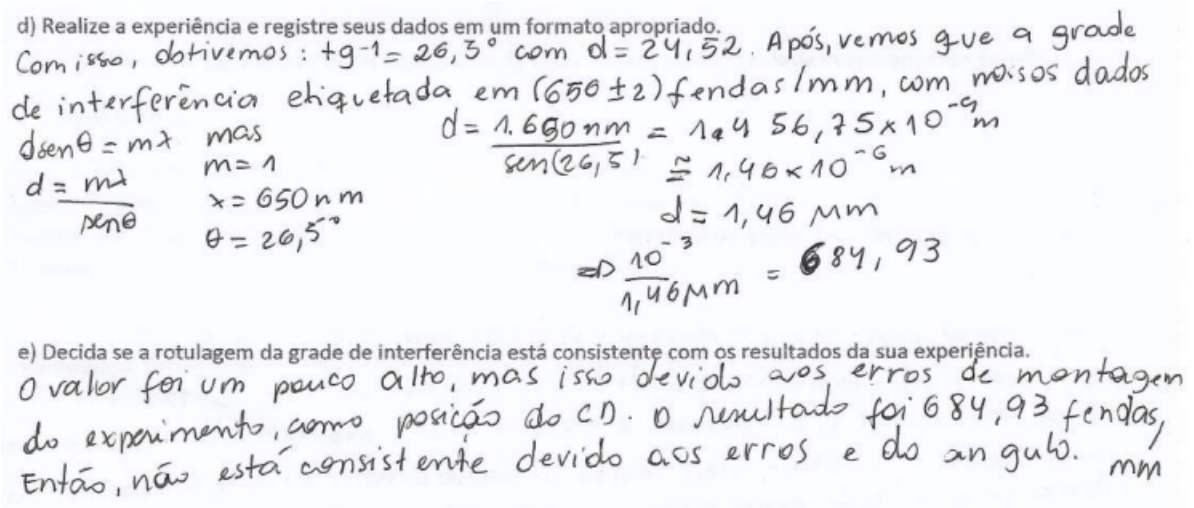 d) Realize a experiência e registre seus dados em um formato apropriado.
Com isso, obtivemos: tg-1 = 26,5° com d = 24,52. Após, vemos que a grade
de interferência etiquetada em (650 ± 2) fendas/mm, com nossos dados
dsenθ = mλ mas d = 1.650 nm / sen(26,5) = 1.456,75 x 10^-9 m
d = mλ / senθ m = 1 ≅ 1,46 x 10^-6 m
λ = 650 nm d = 1,46 µm
θ = 26,5° => 10^-3 / 1,46 µm = 684,93
e) Decida se a rotulagem da grade de interferência está consistente com os resultados da sua experiência.
O valor foi um pouco alto, mas isso devido aos erros de montagem
do experimento, como posição do CD. O resultado foi 684,93 fendas/
Então, não está consistente devido aos erros e do angulo. mm